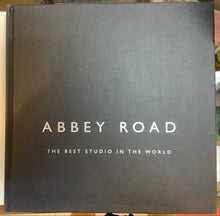 ABBEY ROAD
THE BEST STUDIO IN THE WORLD